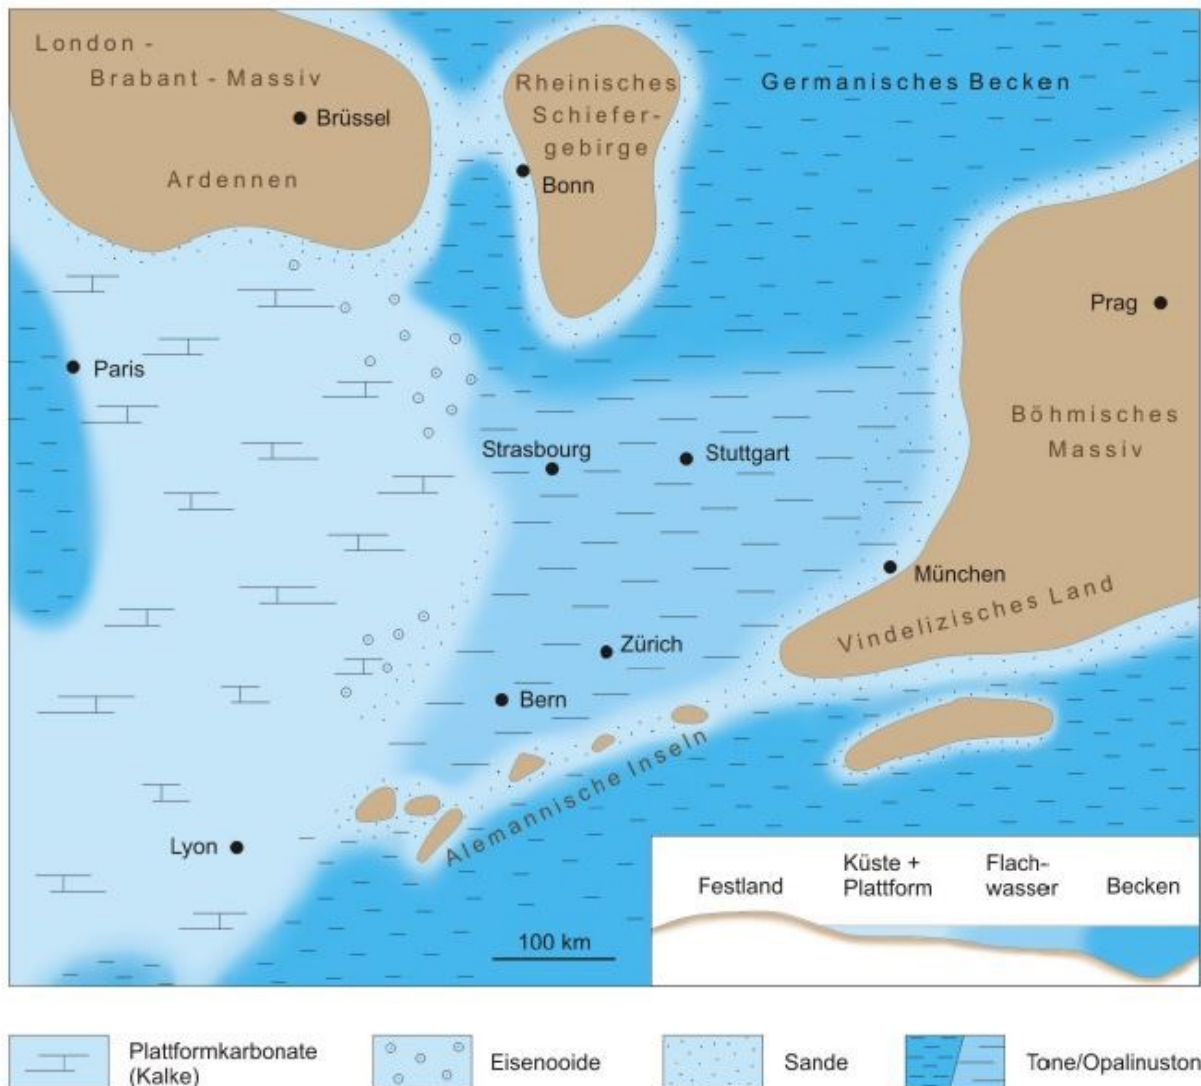 London -
Brabant - Massiv
Brüssel
Ardennen
Rheinisches
Schiefer-
gebirge
Bonn
Germanisches Becken
Prag
Paris
Böhmisches
Massiv
Strasbourg
Stuttgart
München
Vindelizisches Land
Zürich
Bern
Alemannische Inseln
Lyon
100 km
Festland
Küste +
Plattform
Flach-
wasser
Becken
Plattformkarbonate
(Kalke)
Eisenooide
Sande
Tone/Opalinuston